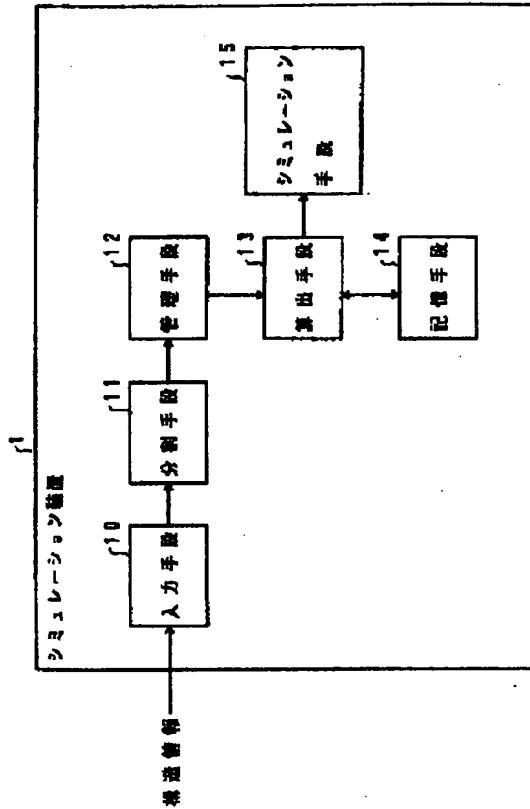 1
シミュレーション装置
構造情報
10
入力手段
11
分割手段
12
管理手段
13
算出手段
14
記憶手段
15
シミュレーション
手段